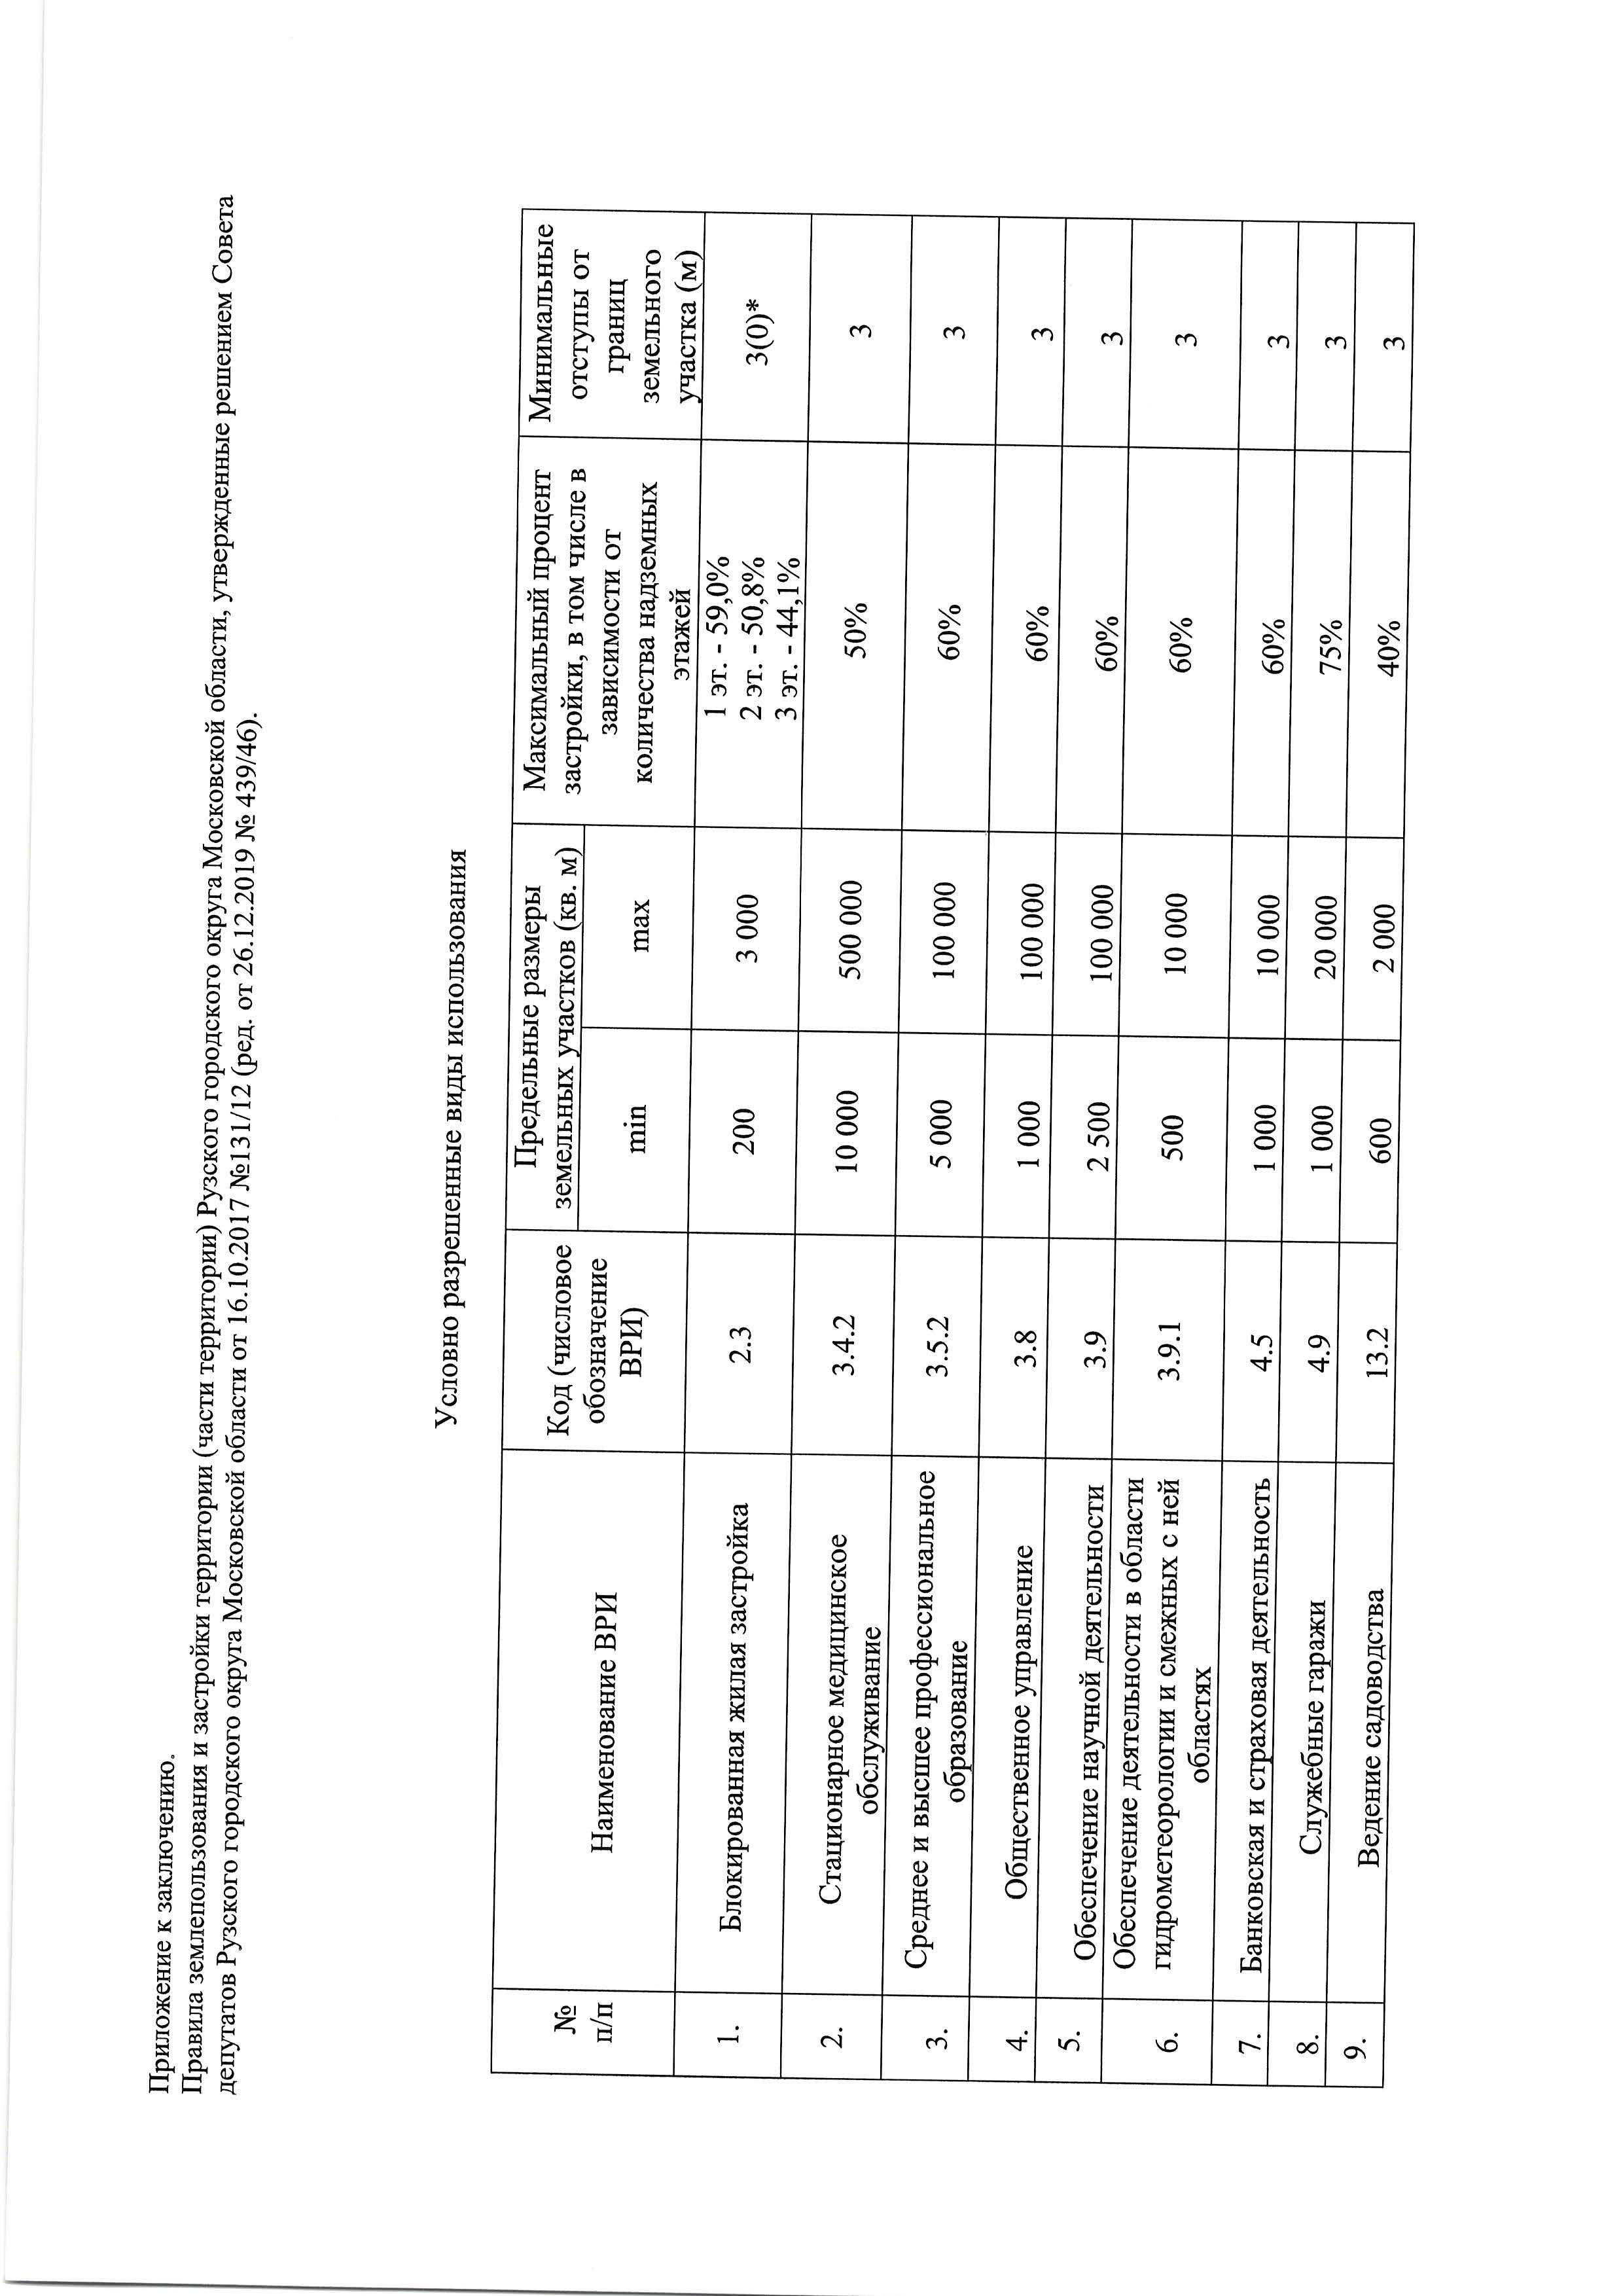 Приложение к заключению.
Правила землепользования и застройки территории (части территории) Рузского городского округа Московской области, утвержденные решением Совета
депутатов Рузского городского округа Московской области от 16.10.2017 №131/12 (ред. от 26.12.2019 № 439/46).
Условно разрешенные виды использования
№
п/п
Наименование ВРИ
Код (числовое
обозначение
ВРИ)
Предельные размеры
земельных участков (кв. м)
min
max
Максимальный процент
застройки, в том числе в
зависимости от
количества надземных
этажей
Минимальные
отступы от
границ
земельного
участка (м)
1.
Блокированная жилая застройка
2.3
200
3 000
1 эт. - 59,0%
2 эт. - 50,8%
3 эт. - 44,1%
3(0)*
2.
Стационарное медицинское
обслуживание
3.4.2
10 000
500 000
50%
3
3.
Среднее и высшее профессиональное
образование
3.5.2
5 000
100 000
60%
3
4.
Общественное управление
3.8
1 000
100 000
60%
3
5.
Обеспечение научной деятельности
3.9
2 500
100 000
60%
3
6.
Обеспечение деятельности в области
гидрометеорологии и смежных с ней
областях
3.9.1
500
10 000
60%
3
7.
Банковская и страховая деятельность
4.5
1 000
10 000
60%
3
8.
Служебные гаражи
4.9
1 000
20 000
75%
3
9.
Ведение садоводства
13.2
600
2 000
40%
3